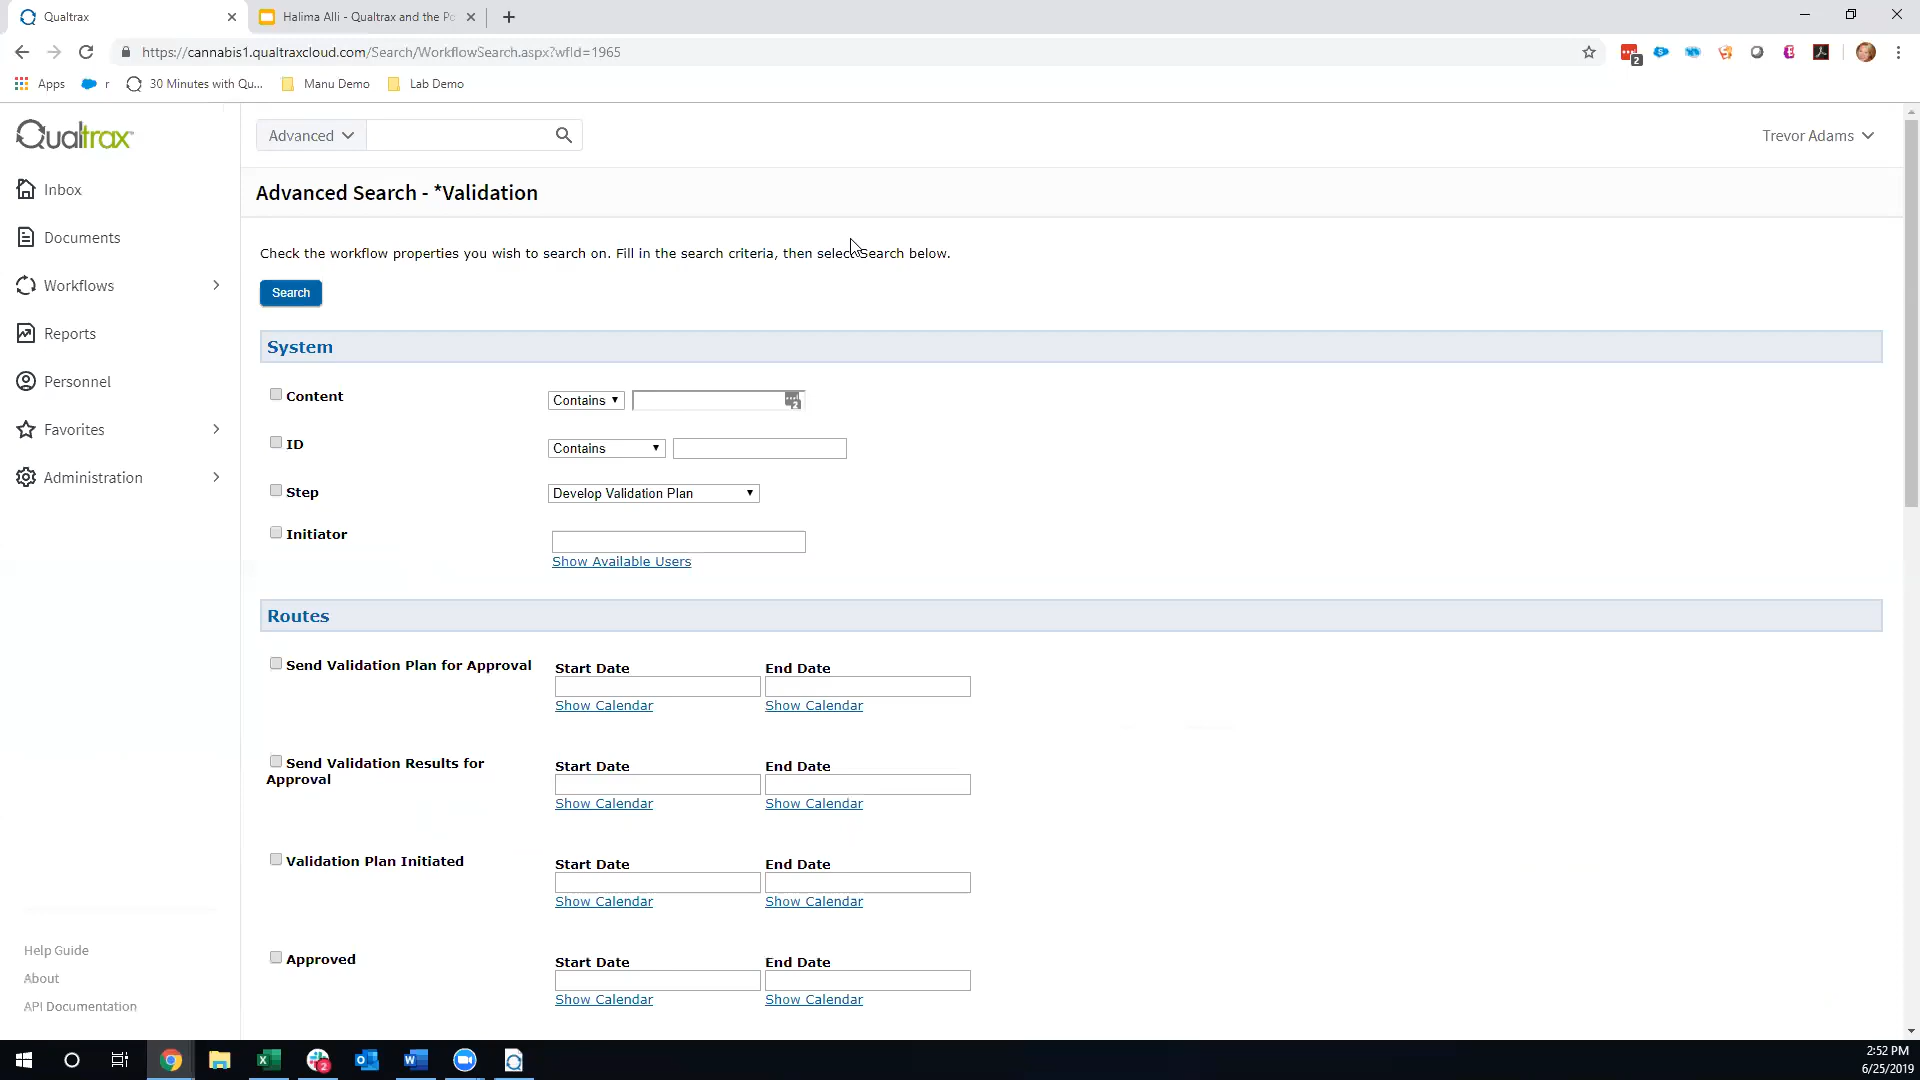 Qualtrax
Halima Alli - Qualtrax and the Po
https://cannabis1.qualtraxcloud.com/Search/WorkflowSearch.aspx?wfId=1965
2
Apps
r
30 Minutes with Qu...
Manu Demo
Lab Demo
Qualtrax
Advanced
Trevor Adams
Inbox
Documents
Workflows
Reports
Personnel
Favorites
Administration
Help Guide
About
API Documentation
Advanced Search - *Validation
Check the workflow properties you wish to search on. Fill in the search criteria, then select Search below.
Search
System
Content Contains
2
ID Contains
Step Develop Validation Plan
Initiator
Show Available Users
Routes
Send Validation Plan for Approval Start Date End Date
Show Calendar Show Calendar
Send Validation Results for
Approval
Start Date End Date
Show Calendar Show Calendar
Validation Plan Initiated Start Date End Date
Show Calendar Show Calendar
Approved Start Date End Date
Show Calendar Show Calendar
2
2:52 PM
6/25/2019